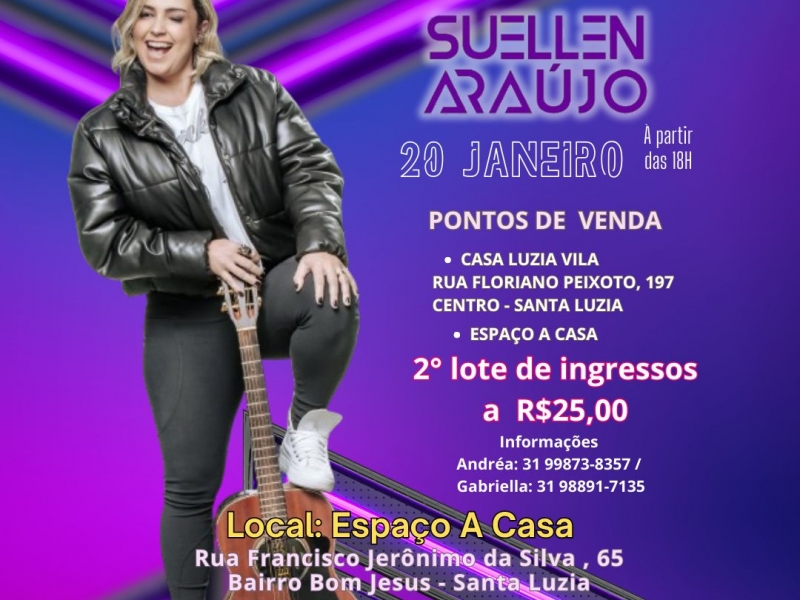 SUELLEN
ARAÚJO
20 JANEIRO
À partir
das 18H
PONTOS DE VENDA
• CASA LUZIA VILA
RUA FLORIANO PEIXOTO, 197
CENTRO - SANTA LUZIA
• ESPAÇO A CASA
2° lote de ingressos
a R$25,00
Informações
Andréa: 31 99873-8357 /
Gabriella: 31 98891-7135
Local: Espaço A Casa
Rua Francisco Jerônimo da Silva , 65
Bairro Bom Jesus - Santa Luzia